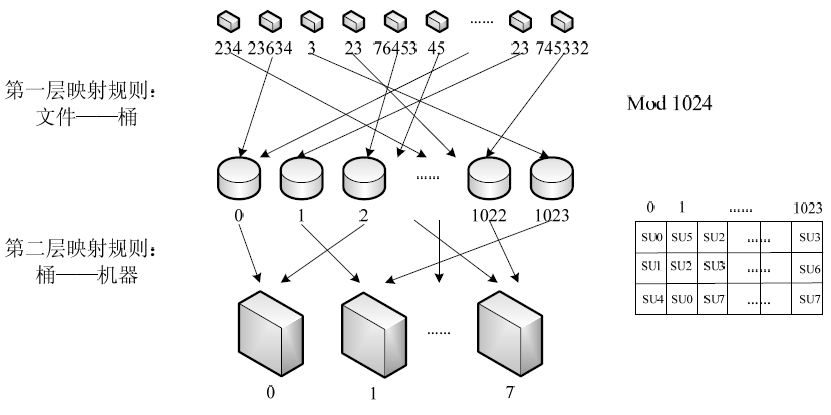 234 23634 3 23 76453 45 …… 23 745332
第一层映射规则：
文件——桶
Mod 1024
……
0 1 2 1022 1023
第二层映射规则：
桶——机器
……
0 1 7
0 1 …… 1023
SU0 SU5 SU2 …… SU3
SU1 SU2 SU3 …… SU6
SU4 SU0 SU7 …… SU7